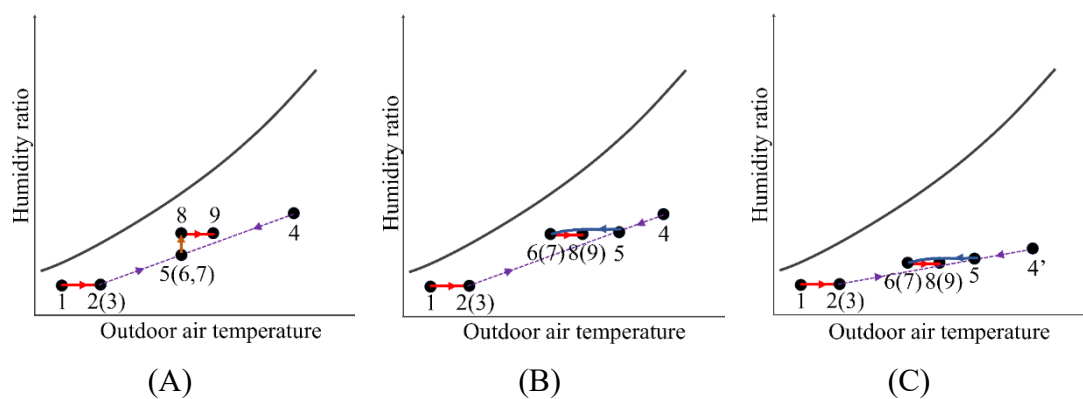 Humidity ratio
8 9
4
5(6,7)
1 2(3)
Outdoor air temperature
(A)
Humidity ratio
4
6(7) 8(9) 5
1 2(3)
Outdoor air temperature
(B)
Humidity ratio
4’
5
6(7) 8(9)
1 2(3)
Outdoor air temperature
(C)